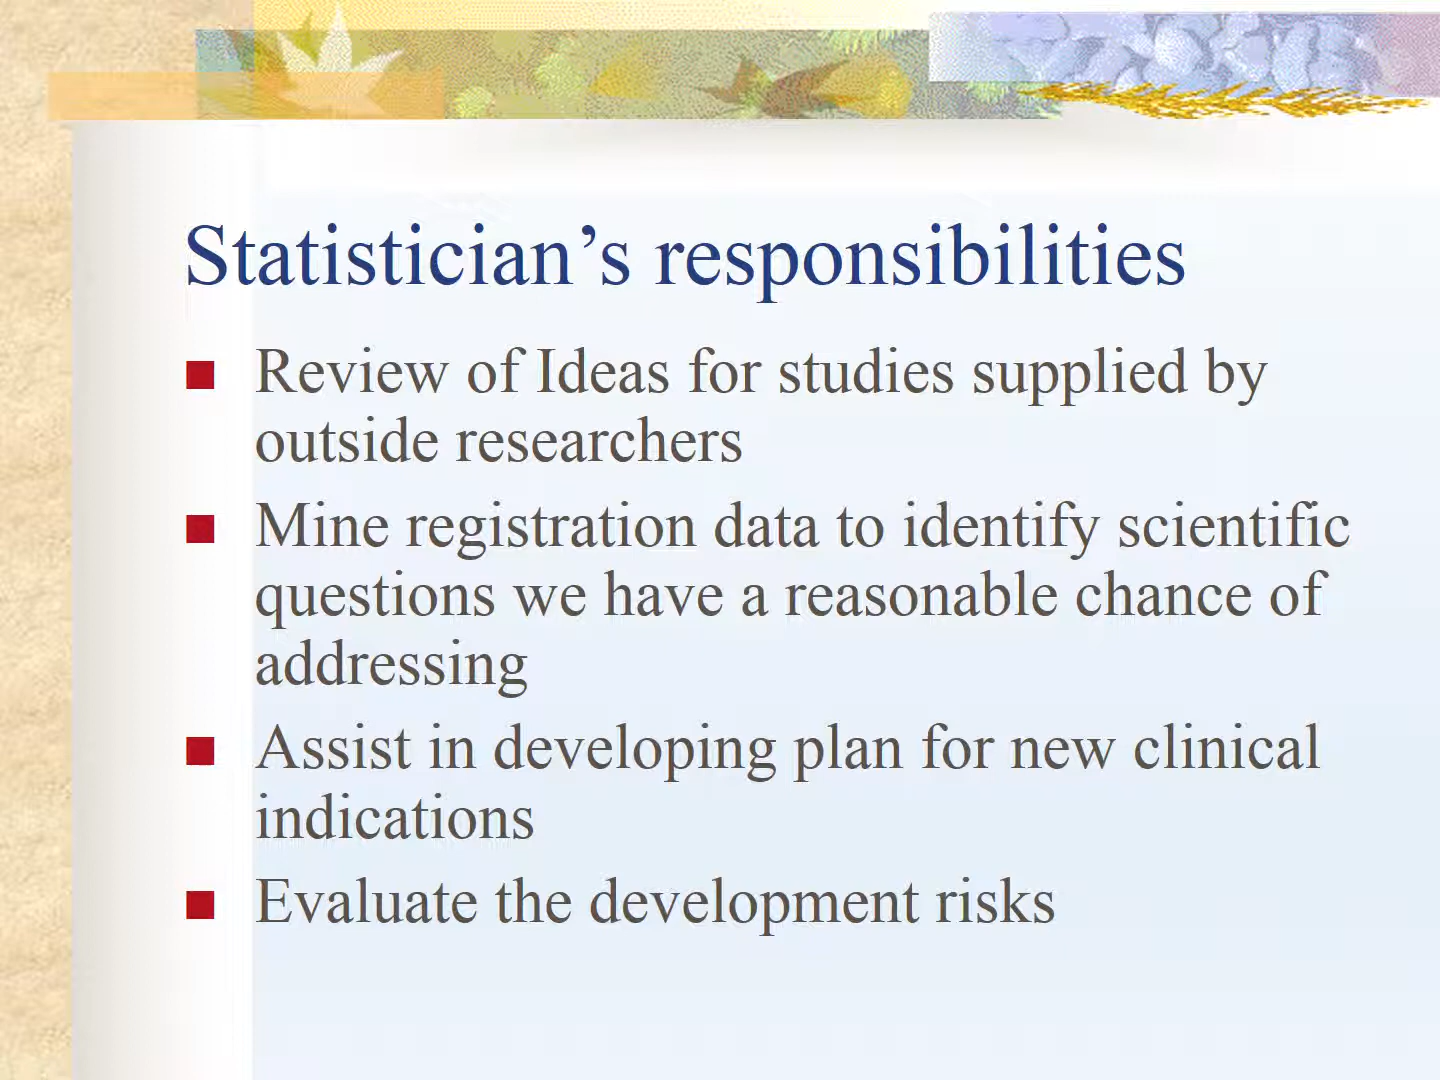 Statistician’s responsibilities
Review of Ideas for studies supplied by
outside researchers
Mine registration data to identify scientific
questions we have a reasonable chance of
addressing
Assist in developing plan for new clinical
indications
Evaluate the development risks